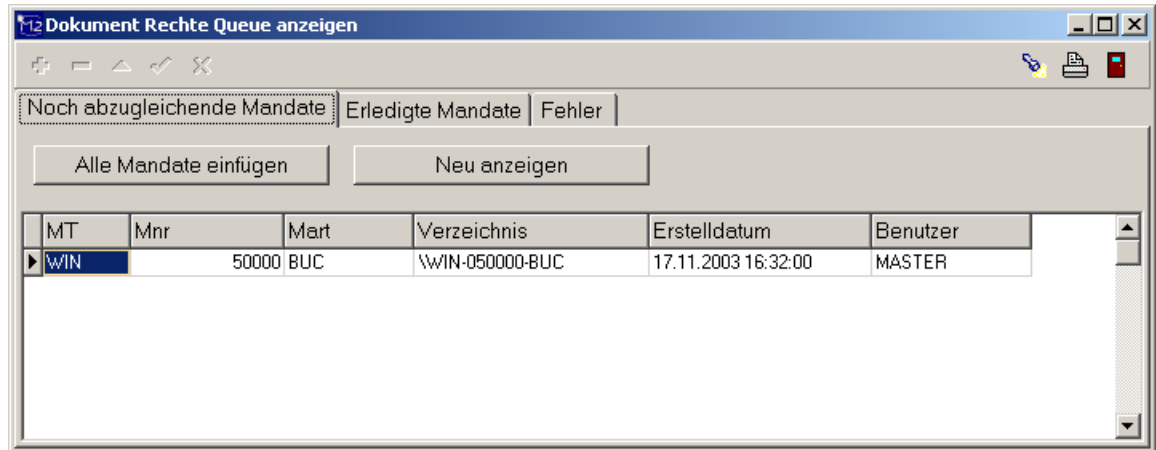 M2 Dokument Rechte Queue anzeigen
Noch abzugleichende Mandate Erledigte Mandate Fehler
Alle Mandate einfügen Neu anzeigen
MT Mnr Mart Verzeichnis Erstelldatum Benutzer
WIN 50000 BUC \WIN-050000-BUC 17.11.2003 16:32:00 MASTER